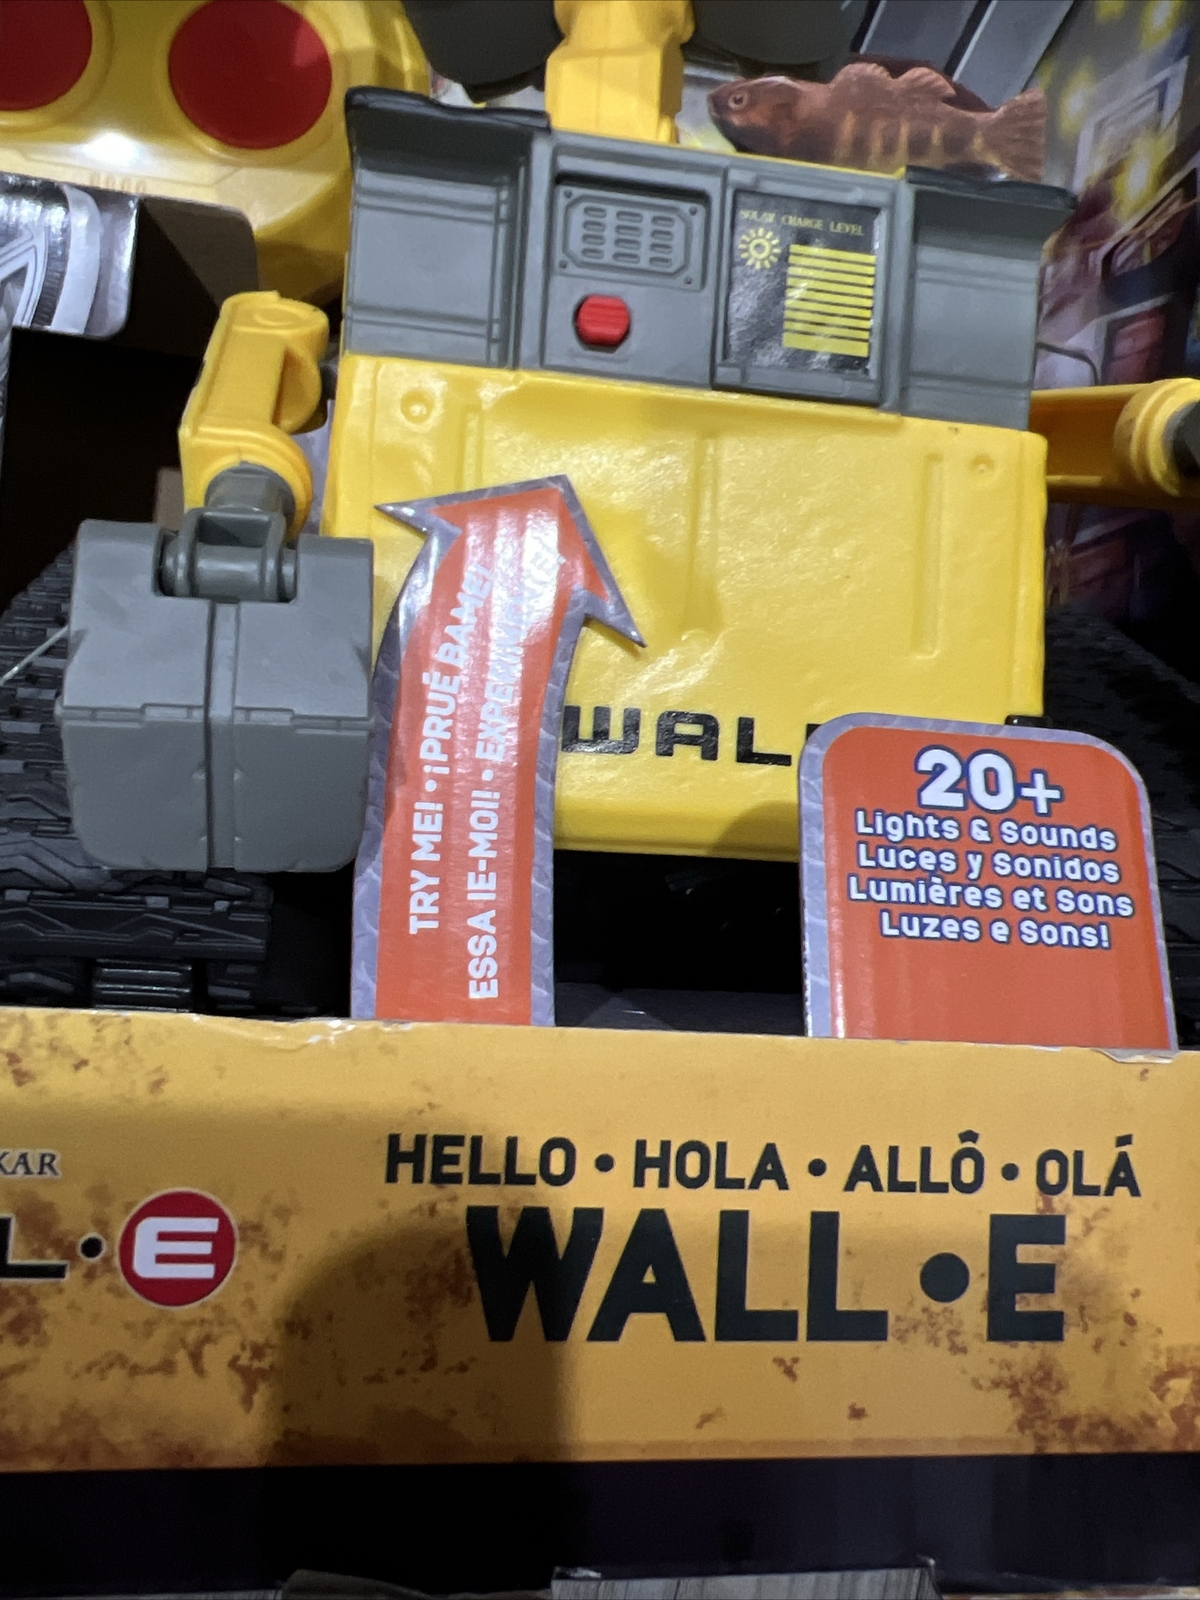 SOLAR CHARGE LEVEL
TRY ME! • ¡PRUÉBAME!
ESSAIE-MOI! • EXPERIMENTE!
WALL
20+
Lights & Sounds
Luces y Sonidos
Lumières et Sons
Luzes e Sons!
HELLO • HOLA • ALLÔ • OLÁ
WALL•E
XAR
L•E